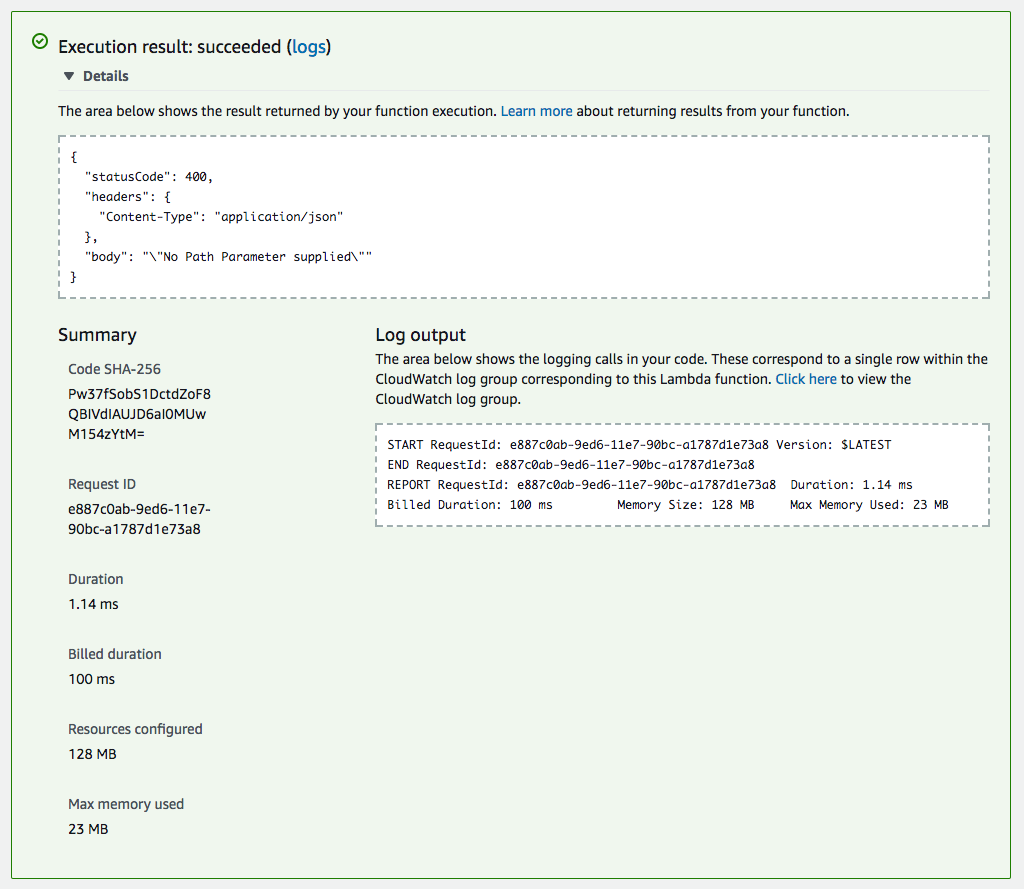 Execution result: succeeded (logs)
Details
The area below shows the result returned by your function execution. Learn more about returning results from your function.
{
  "statusCode": 400,
  "headers": {
    "Content-Type": "application/json"
  },
  "body": "\"No Path Parameter supplied\""
}
Summary
Code SHA-256
Pw37fSobS1DctdZoF8
QBIVdIAUJD6aI0MUw
M154zYtM=
Request ID
e887c0ab-9ed6-11e7-
90bc-a1787d1e73a8
Duration
1.14 ms
Billed duration
100 ms
Resources configured
128 MB
Max memory used
23 MB
Log output
The area below shows the logging calls in your code. These correspond to a single row within the
CloudWatch log group corresponding to this Lambda function. Click here to view the
CloudWatch log group.
START RequestId: e887c0ab-9ed6-11e7-90bc-a1787d1e73a8 Version: $LATEST
END RequestId: e887c0ab-9ed6-11e7-90bc-a1787d1e73a8
REPORT RequestId: e887c0ab-9ed6-11e7-90bc-a1787d1e73a8  Duration: 1.14 ms
Billed Duration: 100 ms         Memory Size: 128 MB     Max Memory Used: 23 MB